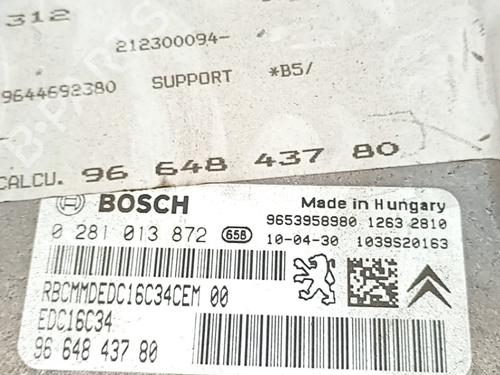 312
212300094-
9644692380 SUPPORT *B5/
CALCU. 96 648 437 80
BOSCH
Made in Hungary
9653958980 1263 2810
0 281 013 872 658 10-04-30 1039S20163
RBCMMDEDC16C34CEM 00
EDC16C34
96 648 437 80